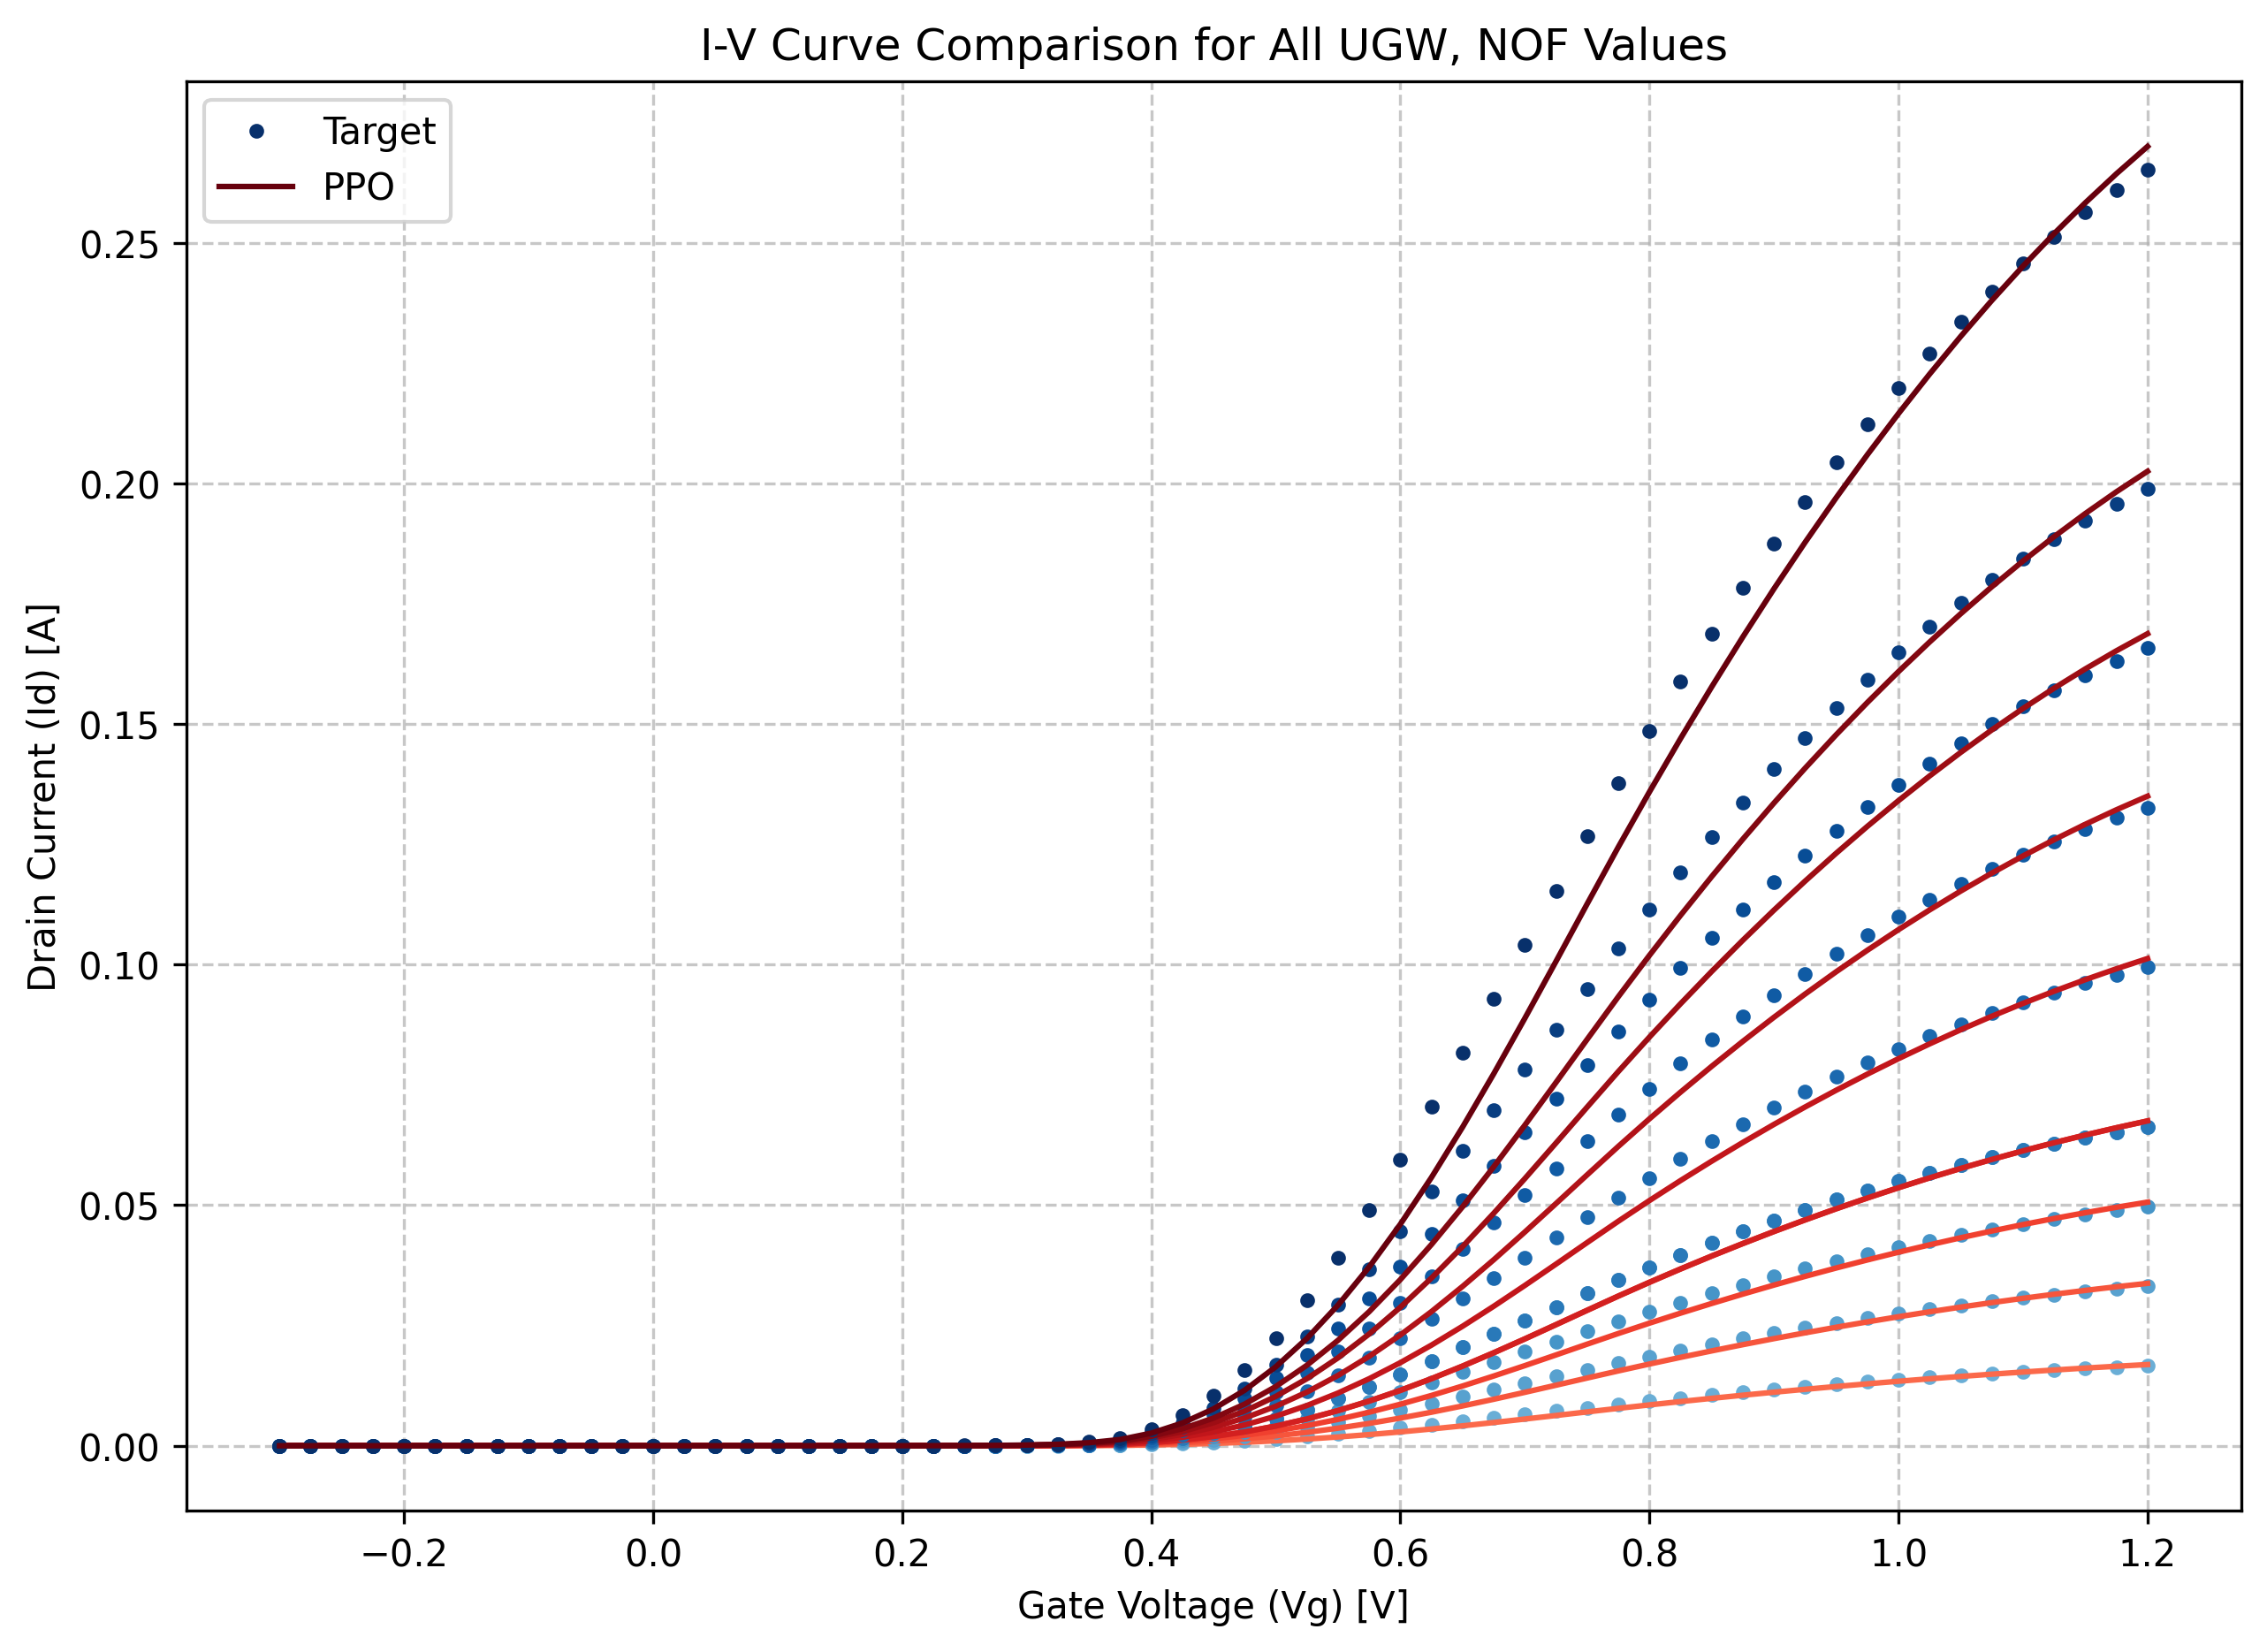 I-V Curve Comparison for All UGW, NOF Values
Target
PPO
Drain Current (Id) [A]
0.25
0.20
0.15
0.10
0.05
0.00
−0.2
0.0
0.2
0.4
0.6
0.8
1.0
1.2
Gate Voltage (Vg) [V]